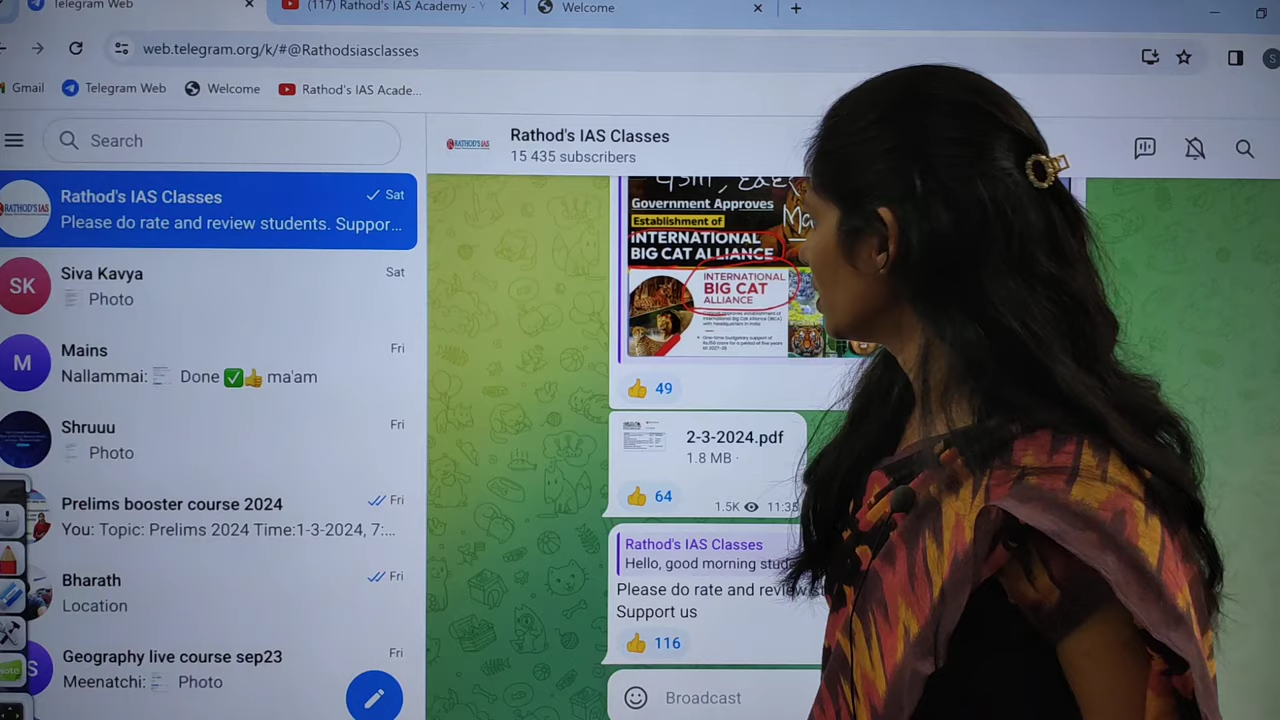 Telegram Web
(117) Rathod's IAS Academy - Y
Welcome
web.telegram.org/k/#@Rathodsiasclasses
Gmail
Telegram Web
Welcome
Rathod's IAS Acade...
Search
Rathod's IAS Classes
Sat
Please do rate and review students. Suppor...
SK
Siva Kavya
Sat
Photo
M
Mains
Fri
Nallammai: Done ✅👍 ma'am
Shruuu
Fri
Photo
Prelims booster course 2024
Fri
You: Topic: Prelims 2024 Time:1-3-2024, 7:...
Bharath
Fri
Location
S
Geography live course sep23
Fri
Meenatchi: Photo
RATHOD'S IAS
Rathod's IAS Classes
15 435 subscribers
Government Approves
Establishment of
INTERNATIONAL
BIG CAT ALLIANCE
INTERNATIONAL
BIG CAT
ALLIANCE
49
2-3-2024.pdf
1.8 MB
64
1.5K
Rathod's IAS Classes
Hello, good morning stude
Please do rate and review st
Support us
116
Broadcast
S